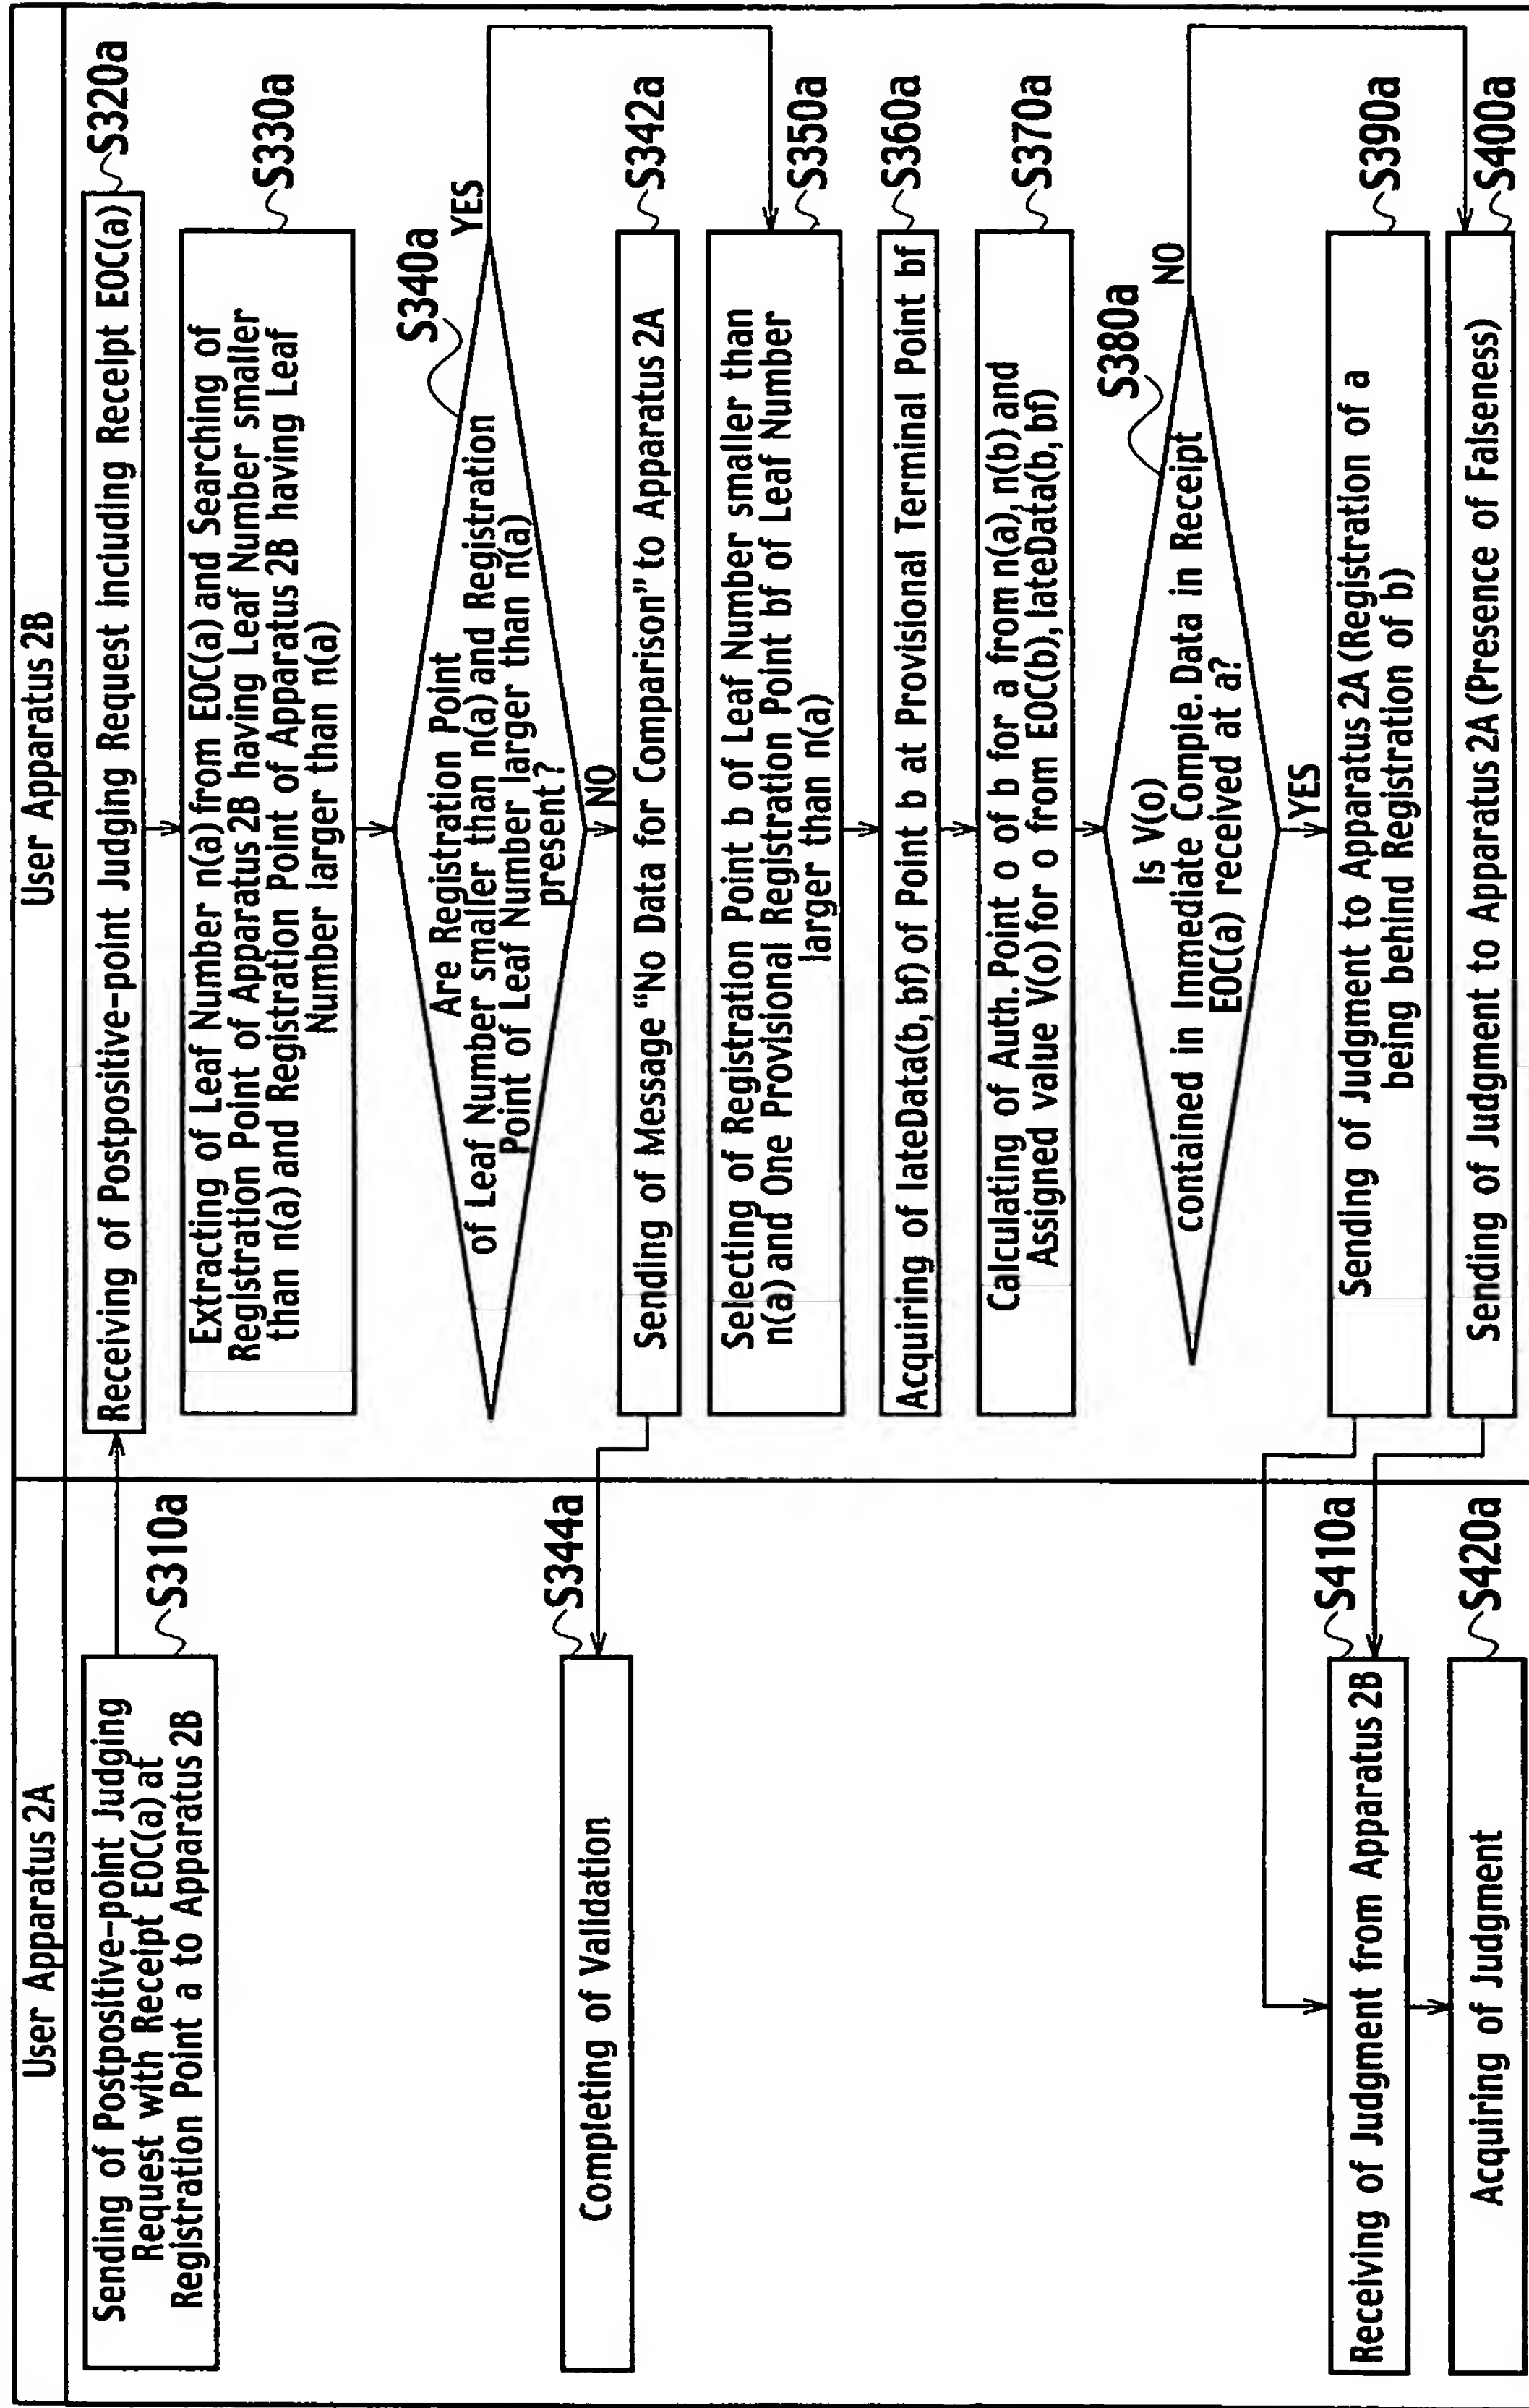 User Apparatus 2A
Sending of Postpositive-point Judging
Request with Receipt EOC(a) at
Registration Point a to Apparatus 2B
S310a
Completing of Validation
S344a
Receiving of Judgment from Apparatus 2B
S410a
Acquiring of Judgment
S420a
User Apparatus 2B
Receiving of Postpositive-point Judging Request including Receipt EOC(a)
S320a
Extracting of Leaf Number n(a) from EOC(a) and Searching of
Registration Point of Apparatus 2B having Leaf Number smaller
than n(a) and Registration Point of Apparatus 2B having Leaf
Number larger than n(a)
S330a
Are Registration Point
of Leaf Number smaller than n(a) and Registration
Point of Leaf Number larger than n(a)
present?
S340a
YES
NO
Sending of Message “No Data for Comparison” to Apparatus 2A
S342a
Selecting of Registration Point b of Leaf Number smaller than
n(a) and One Provisional Registration Point bf of Leaf Number
larger than n(a)
S350a
Acquiring of lateData(b, bf) of Point b at Provisional Terminal Point bf
S360a
Calculating of Auth. Point o of b for a from n(a), n(b) and
Assigned value V(o) for o from EOC(b), lateData(b, bf)
S370a
Is V(o)
contained in Immediate Compie. Data in Receipt
EOC(a) received at a?
S380a
NO
YES
Sending of Judgment to Apparatus 2A (Registration of a
being behind Registration of b)
S390a
Sending of Judgment to Apparatus 2A (Presence of Falseness)
S400a